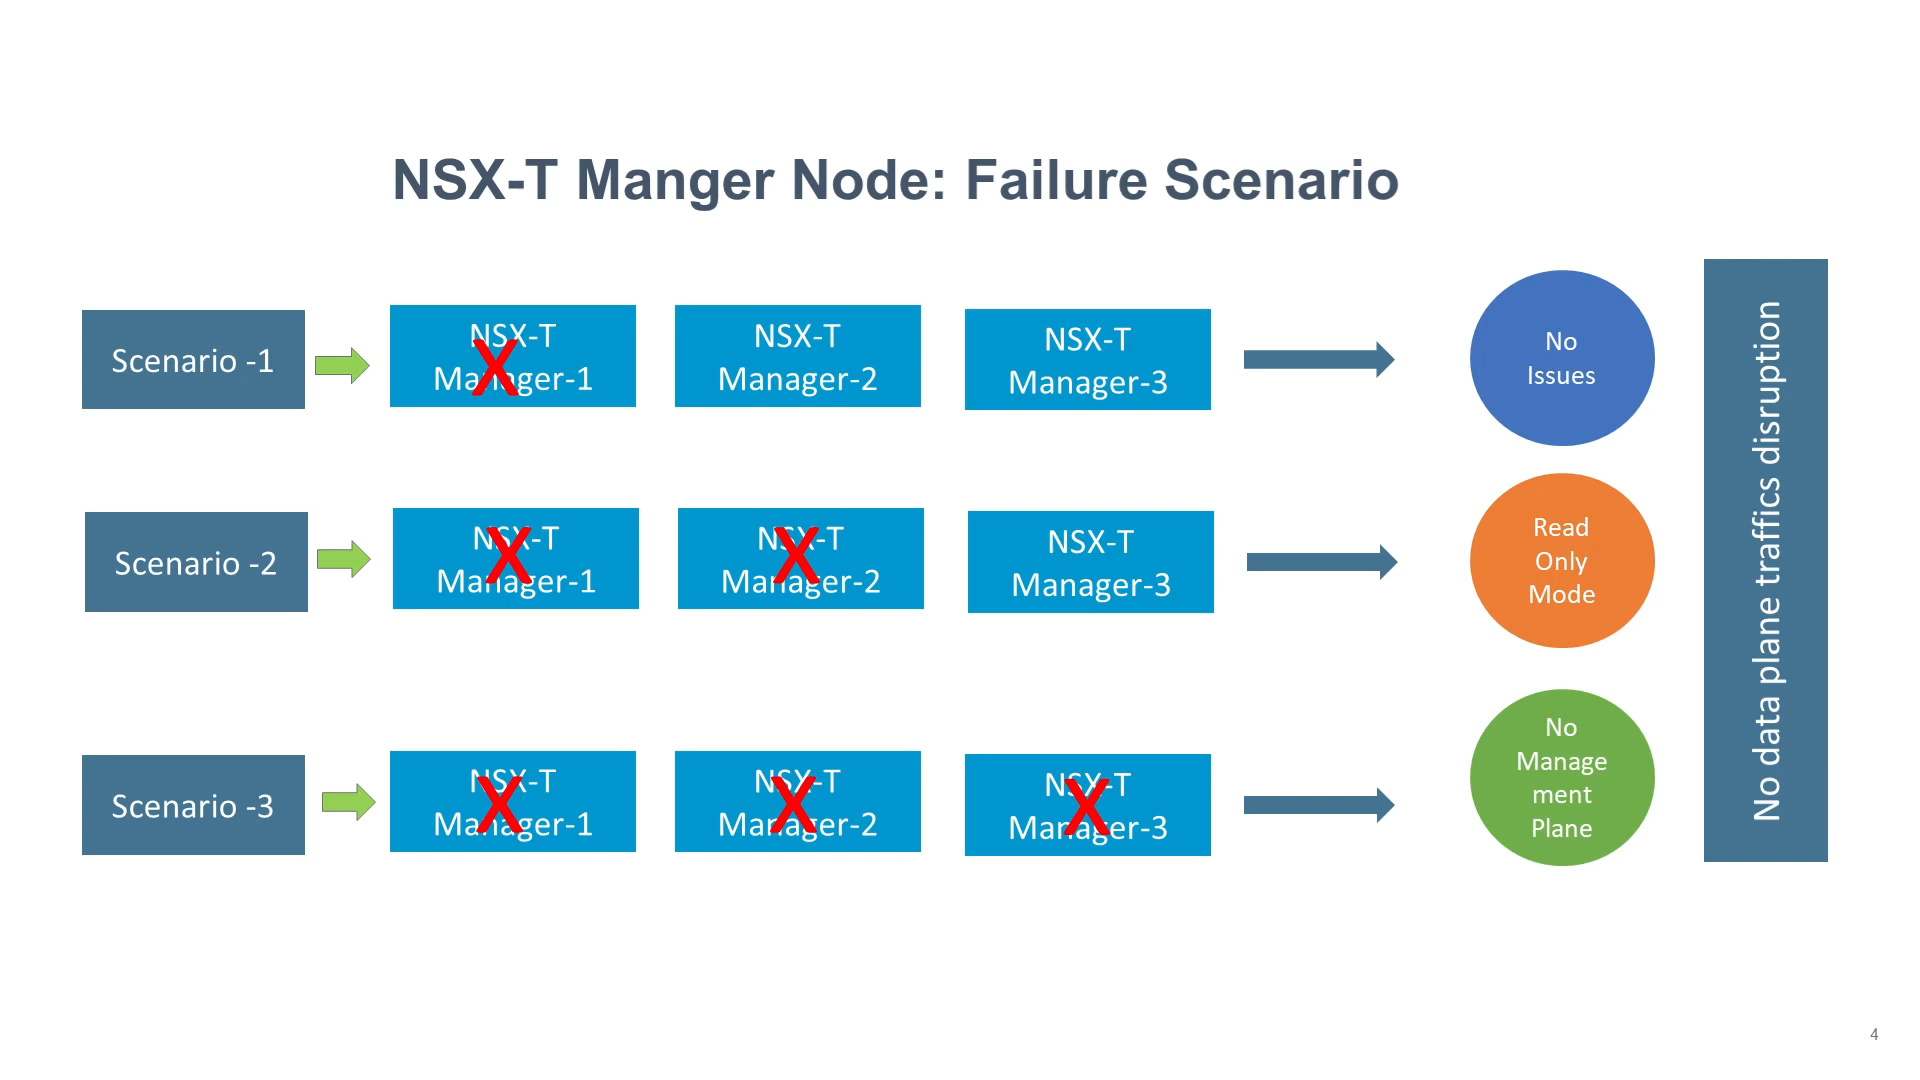 NSX-T Manger Node: Failure Scenario
Scenario -1
NSX-T
Manager-1
X
NSX-T
Manager-2
NSX-T
Manager-3
No
Issues
Scenario -2
NSX-T
Manager-1
X
NSX-T
Manager-2
X
NSX-T
Manager-3
Read
Only
Mode
Scenario -3
NSX-T
Manager-1
X
NSX-T
Manager-2
X
NSX-T
Manager-3
X
No
Manage
ment
Plane
No data plane traffics disruption
4